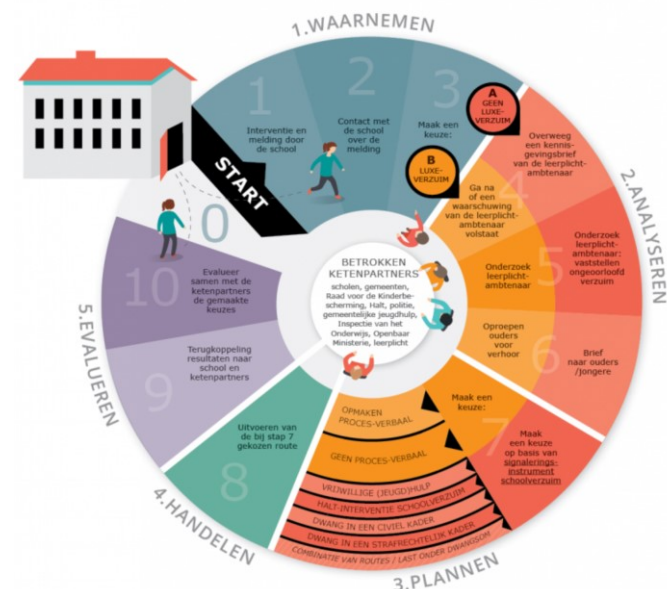 1.WAARNEMEN
1
Interventie en
melding door
de school
2
Contact met
de school
over de
melding
3
Maak een
keuze:
A
GEEN
LUXE-
VERZUIM
B
LUXE-
VERZUIM
START
0
2.ANALYSEREN
4
Overweeg
een kennis-
gevingsbrief
van de leerplicht-
ambtenaar
Ga na
of een
waarschuwing
van de leerplicht-
ambtenaar
volstaat
5
Onderzoek
leerplicht-
ambtenaar:
vaststellen
ongeoorloofd
verzuim
Onderzoek
leerplicht-
ambtenaar
6
Brief
naar ouders
/jongere
Oproepen
ouders
voor
verhoor
3.PLANNEN
7
Maak een
keuze:
Maak
een keuze
op basis van
signalerings-
instrument
schoolverzuim
OPMAKEN
PROCES-VERBAAL
GEEN PROCES-VERBAAL
VRIJWILLIGE (JEUGD)HULP
HALT-INTERVENTIE SCHOOLVERZUIM
DWANG IN EEN CIVIEL KADER
DWANG IN EEN STRAFRECHTELIJK KADER
COMBINATIE VAN ROUTES / LAST ONDER DWANGSOM
4.HANDELEN
8
Uitvoeren van
de bij stap 7
gekozen route
5.EVALUEREN
9
Terugkoppeling
resultaten naar
school en
ketenpartners
10
Evalueer
samen met de
ketenpartners
de gemaakte
keuzes
BETROKKEN
KETENPARTNERS
scholen, gemeenten,
Raad voor de Kinderbe-
scherming, Halt, politie,
gemeentelijke jeugdhulp,
Inspectie van het
Onderwijs, Openbaar
Ministerie, leerplicht